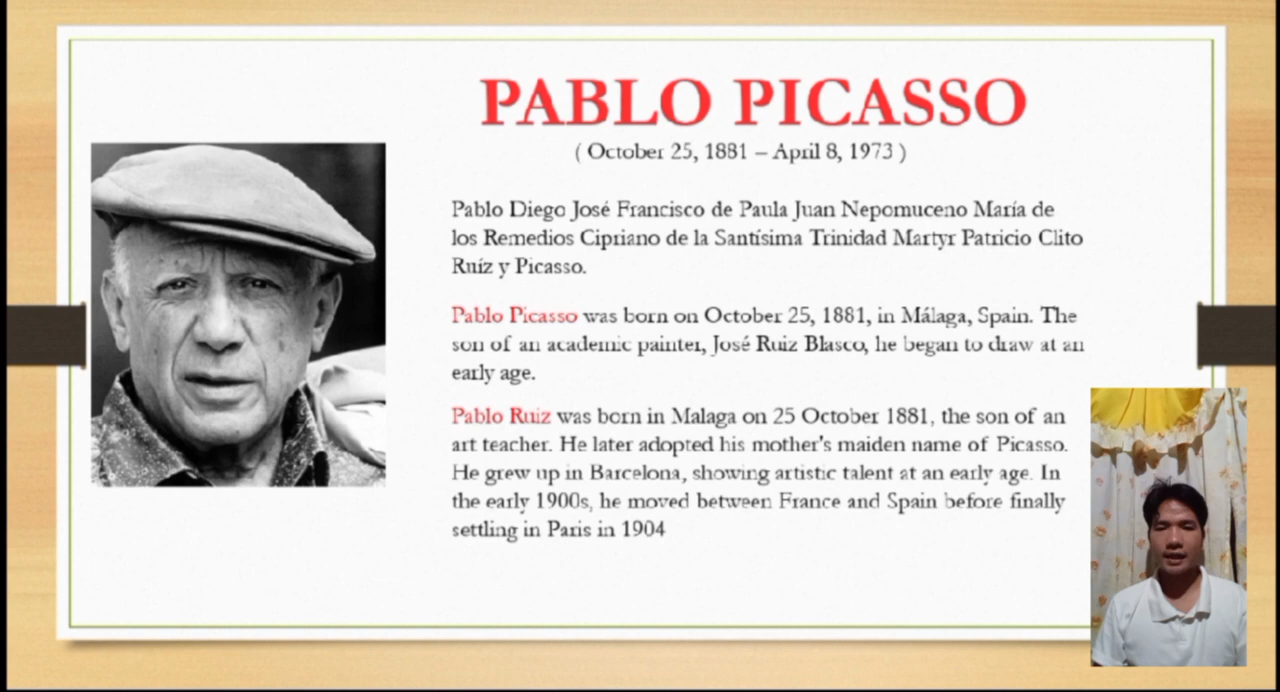 PABLO PICASSO
( October 25, 1881 – April 8, 1973 )
Pablo Diego José Francisco de Paula Juan Nepomuceno María de
los Remedios Cipriano de la Santísima Trinidad Martyr Patricio Clito
Ruíz y Picasso.
Pablo Picasso was born on October 25, 1881, in Málaga, Spain. The
son of an academic painter, José Ruiz Blasco, he began to draw at an
early age.
Pablo Ruiz was born in Malaga on 25 October 1881, the son of an
art teacher. He later adopted his mother's maiden name of Picasso.
He grew up in Barcelona, showing artistic talent at an early age. In
the early 1900s, he moved between France and Spain before finally
settling in Paris in 1904